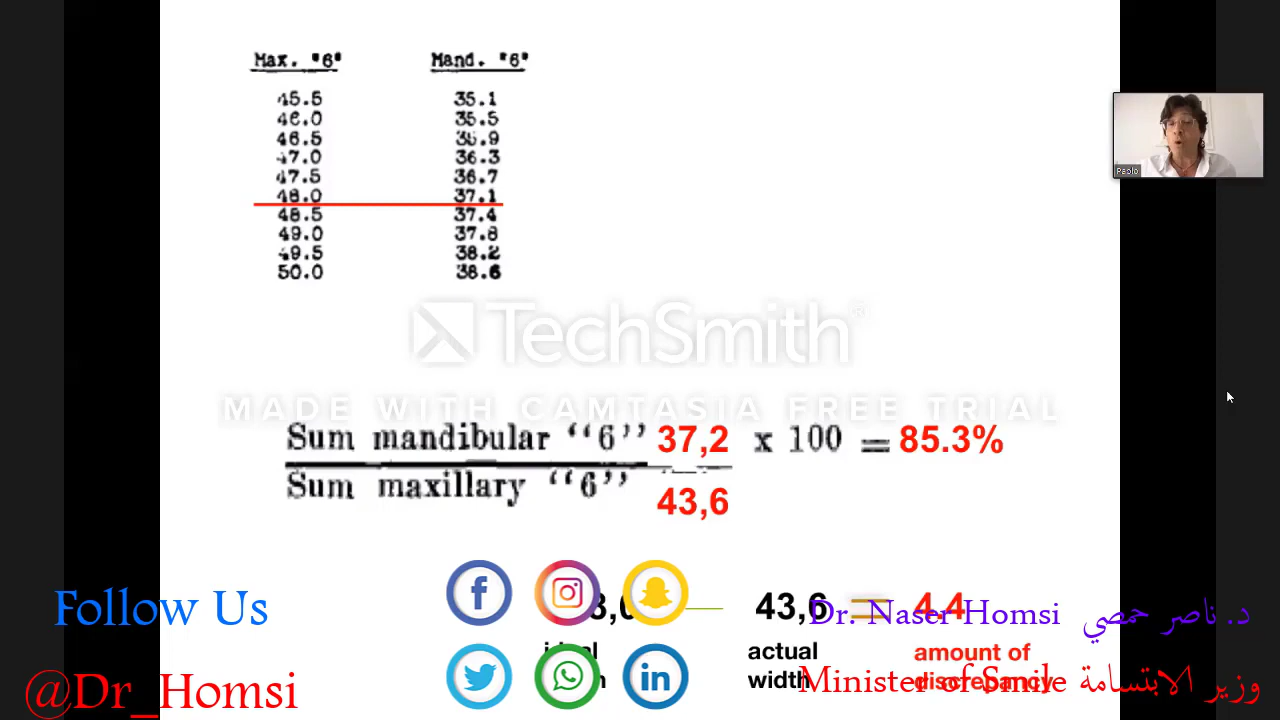 Max. "6" Mand. "6"
45.5 35.1
46.0 35.5
46.5 35.9
47.0 36.3
47.5 36.7
48.0 37.1
48.5 37.4
49.0 37.8
49.5 38.2
50.0 38.6
Paolo
TechSmith®
MADE WITH CAMTASIA FREE TRIAL
Sum mandibular "6" 37,2 x 100 = 85.3%
Sum maxillary "6" 43,6
Follow Us
43,6 = 4.4
Dr. Naser Homsi د. ناصر حمصي
actual width
amount of discrepancy
@Dr_Homsi
Minister of Smile وزير الابتسامة